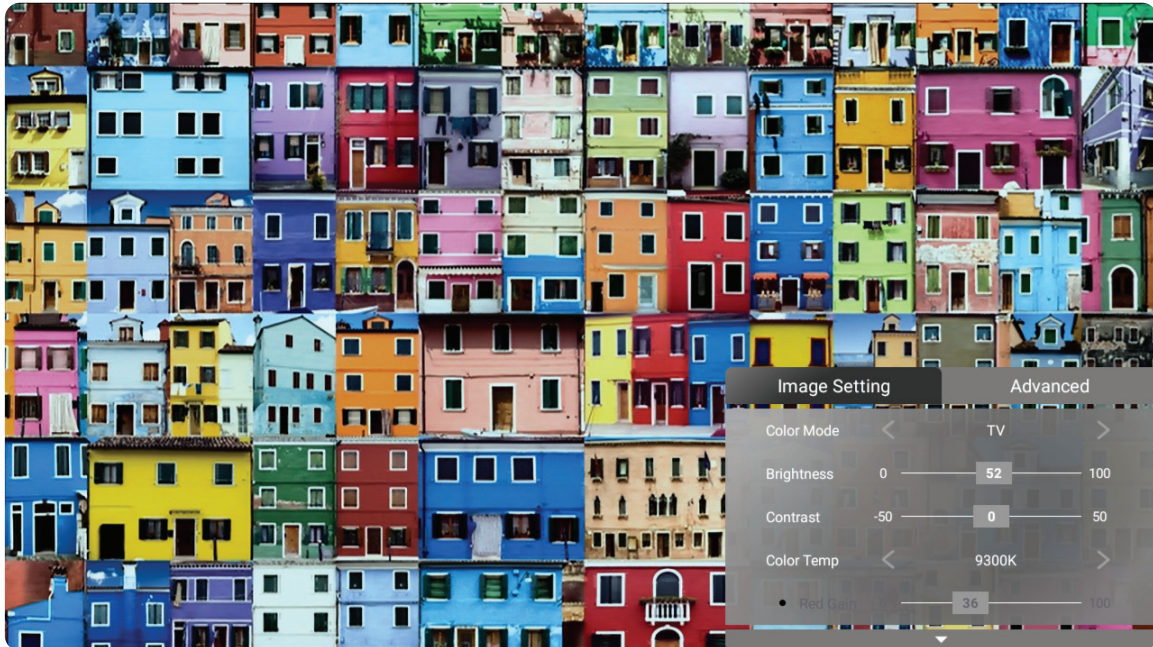 Image Setting Advanced
Color Mode TV
Brightness 0 52 100
Contrast -50 0 50
Color Temp 9300K
Red Gain 0 36 100